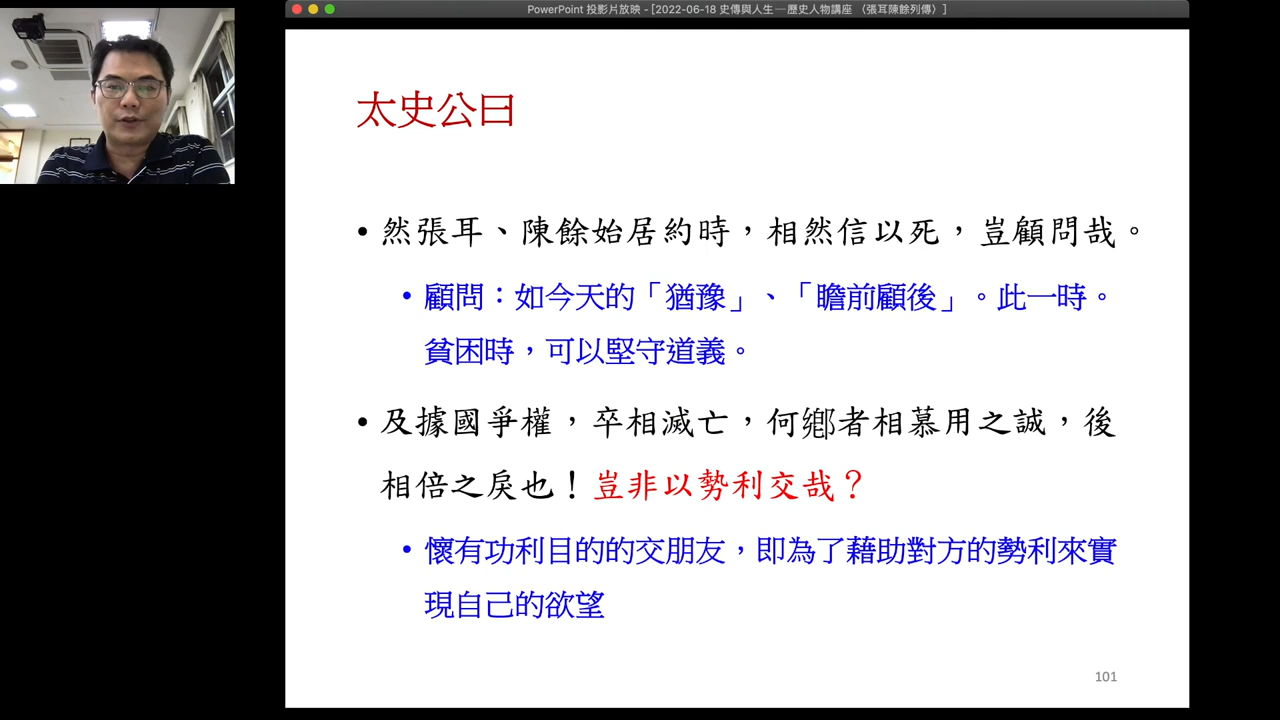 PowerPoint 投影片放映 - [2022-06-18 史傳與人生—歷史人物講座 〈張耳陳餘列傳〉]
太史公曰
• 然張耳、陳餘始居約時，相然信以死，豈顧問哉。
• 顧問：如今天的「猶豫」、「瞻前顧後」。此一時。
貧困時，可以堅守道義。
• 及據國爭權，卒相滅亡，何鄉者相慕用之誠，後
相倍之戾也！豈非以勢利交哉？
• 懷有功利目的的交朋友，即為了藉助對方的勢利來實
現自己的欲望
101